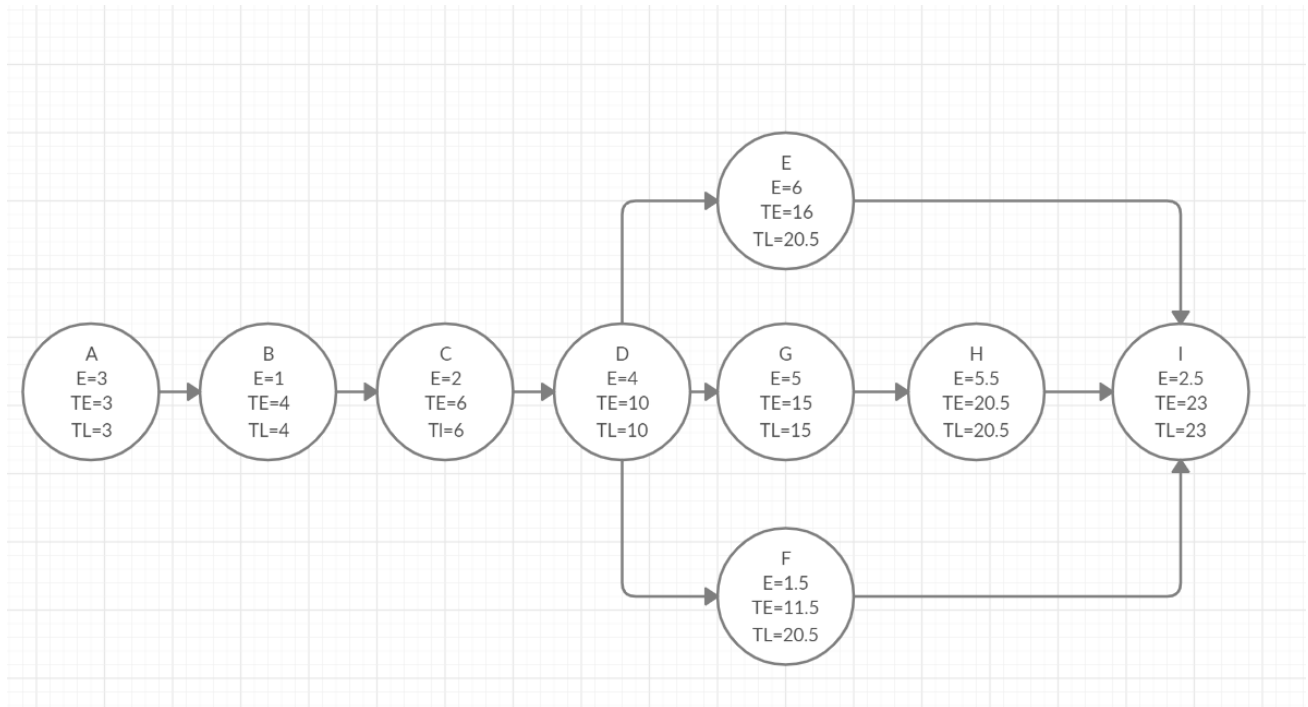 A
E=3
TE=3
TL=3
B
E=1
TE=4
TL=4
C
E=2
TE=6
Tl=6
D
E=4
TE=10
TL=10
E
E=6
TE=16
TL=20.5
G
E=5
TE=15
TL=15
H
E=5.5
TE=20.5
TL=20.5
F
E=1.5
TE=11.5
TL=20.5
I
E=2.5
TE=23
TL=23